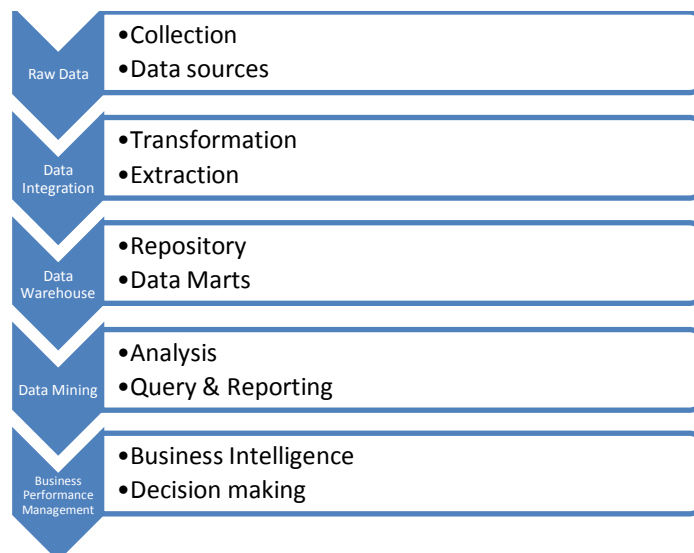 Raw Data
•Collection
•Data sources
Data
Integration
•Transformation
•Extraction
Data
Warehouse
•Repository
•Data Marts
Data Mining
•Analysis
•Query & Reporting
Business
Performance
Management
•Business Intelligence
•Decision making